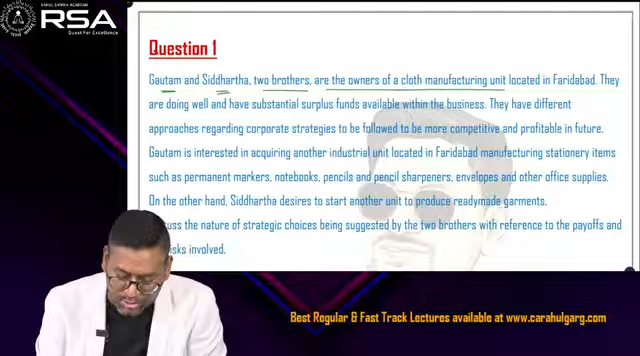 RAHUL GARG ACADEMY
RSA
Quest For Excellence
Question 1
Gautam and Siddhartha, two brothers, are the owners of a cloth manufacturing unit located in Faridabad. They
are doing well and have substantial surplus funds available within the business. They have different
approaches regarding corporate strategies to be followed to be more competitive and profitable in future.
Gautam is interested in acquiring another industrial unit located in Faridabad manufacturing stationery items
such as permanent markers, notebooks, pencils and pencil sharpeners, envelopes and other office supplies.
On the other hand, Siddhartha desires to start another unit to produce readymade garments.
cuss the nature of strategic choices being suggested by the two brothers with reference to the payoffs and
isks involved.
Best Regular & Fast Track Lectures available at www.carahulgarg.com